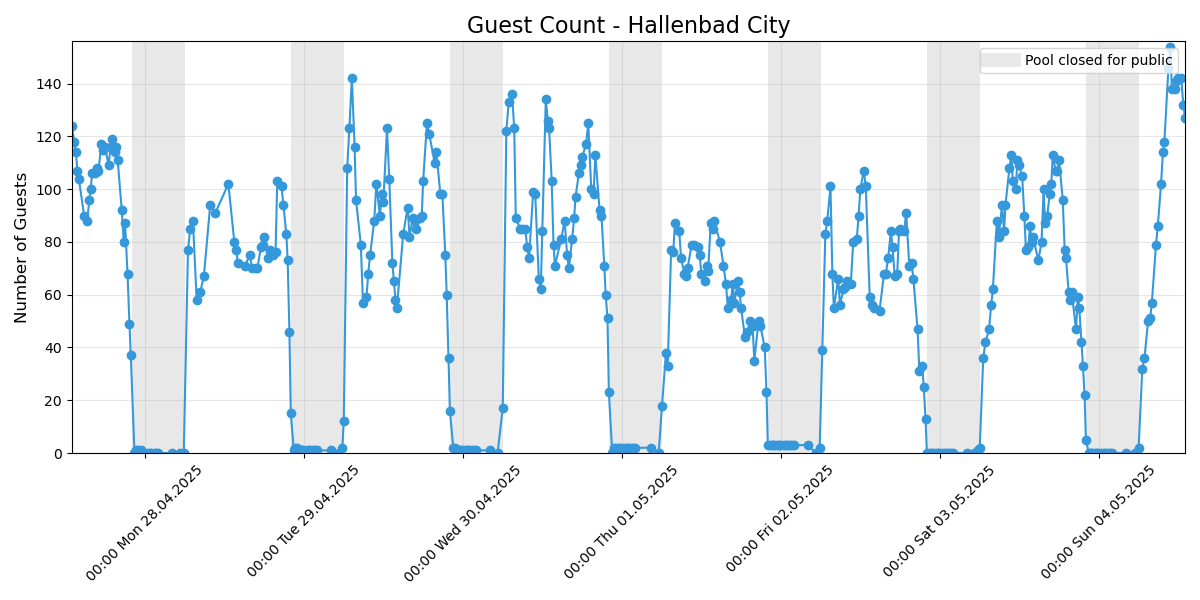 Guest Count - Hallenbad City
Pool closed for public
Number of Guests
140
120
100
80
60
40
20
0
00:00 Mon 28.04.2025
00:00 Tue 29.04.2025
00:00 Wed 30.04.2025
00:00 Thu 01.05.2025
00:00 Fri 02.05.2025
00:00 Sat 03.05.2025
00:00 Sun 04.05.2025